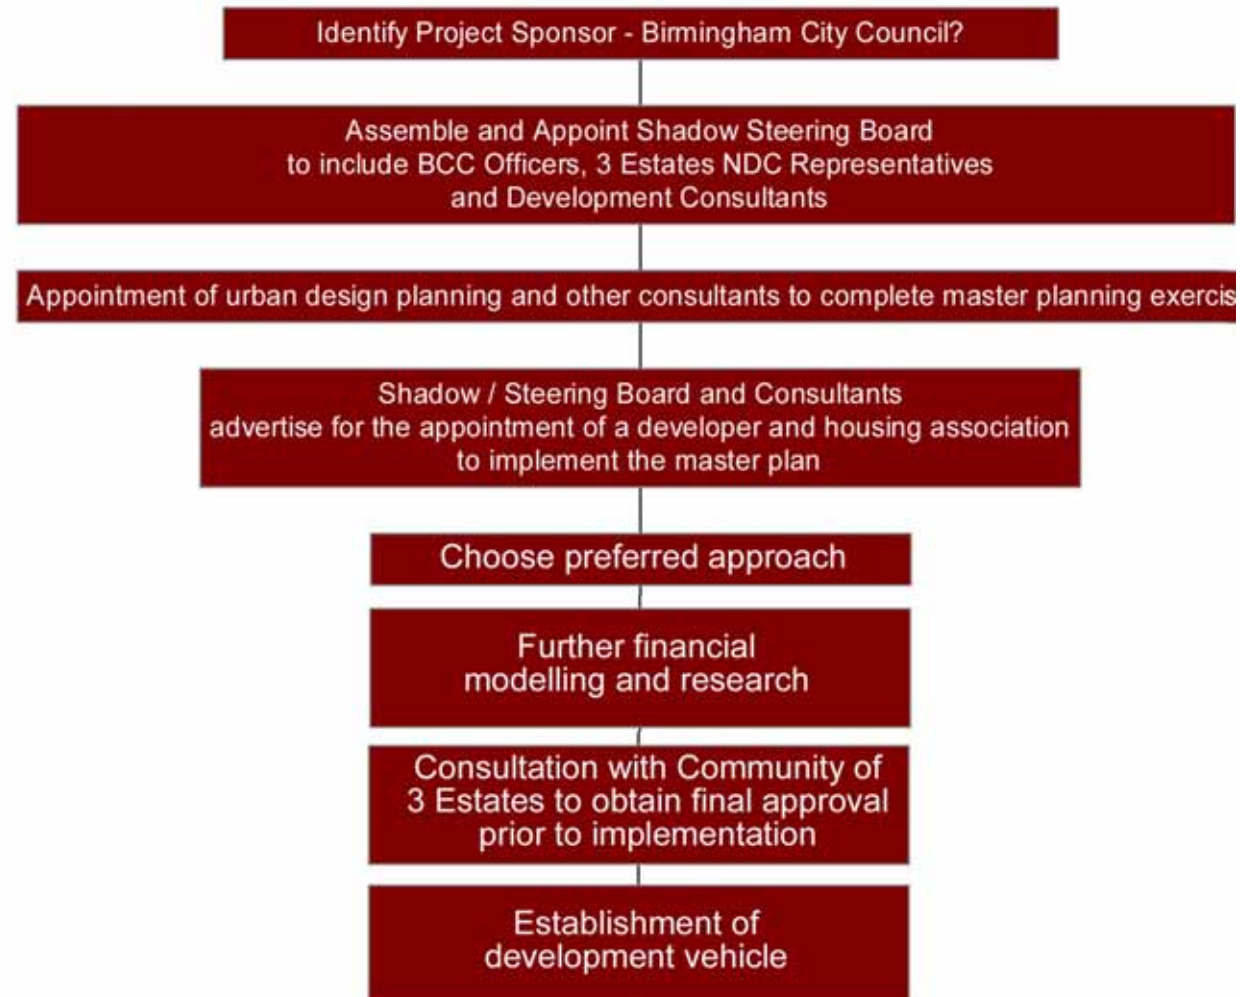 Identify Project Sponsor - Birmingham City Council?
Assemble and Appoint Shadow Steering Board
to include BCC Officers, 3 Estates NDC Representatives
and Development Consultants
Appointment of urban design planning and other consultants to complete master planning exercis
Shadow / Steering Board and Consultants
advertise for the appointment of a developer and housing association
to implement the master plan
Choose preferred approach
Further financial
modelling and research
Consultation with Community of
3 Estates to obtain final approval
prior to implementation
Establishment of
development vehicle